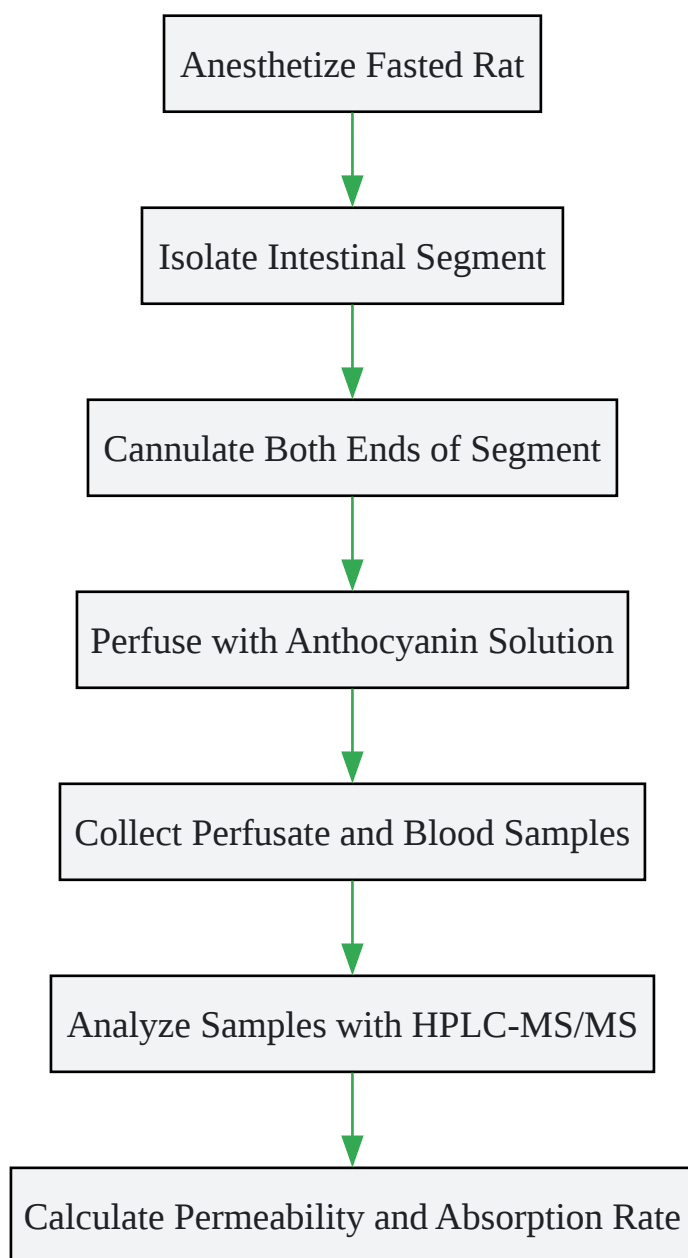 Anesthetize Fasted Rat
Isolate Intestinal Segment
Cannulate Both Ends of Segment
Perfuse with Anthocyanin Solution
Collect Perfusate and Blood Samples
Analyze Samples with HPLC-MS/MS
Calculate Permeability and Absorption Rate